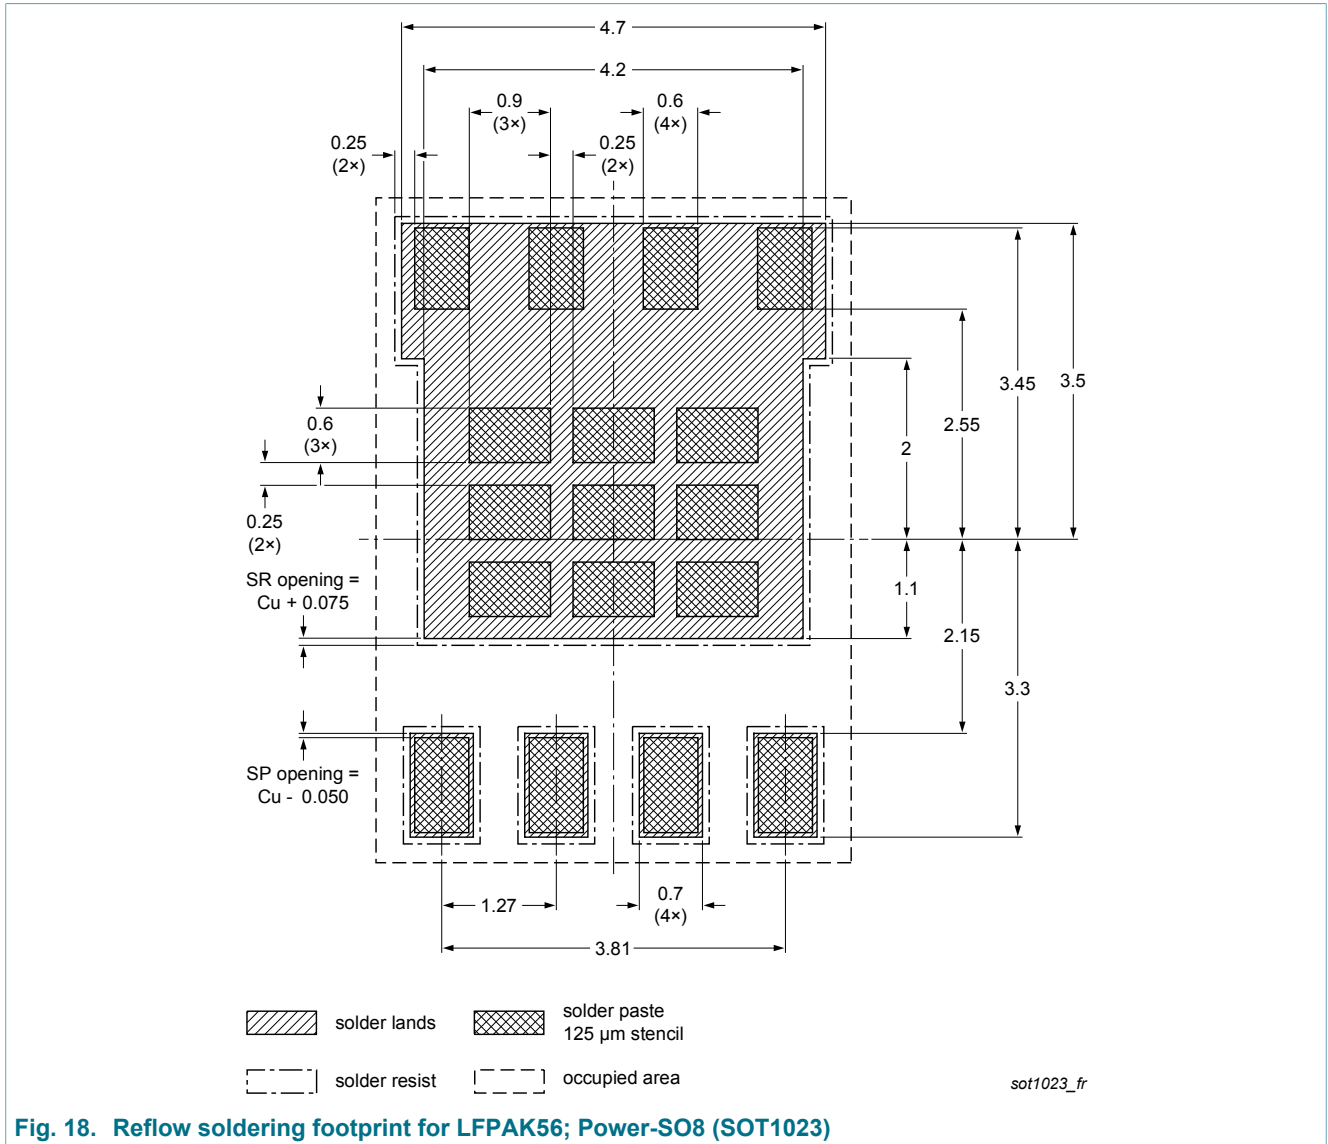 4.7
4.2
0.9
(3×)
0.6
(4×)
0.25
(2×)
0.25
(2×)
3.45
3.5
2.55
2
0.6
(3×)
0.25
(2×)
SR opening =
Cu + 0.075
1.1
2.15
3.3
SP opening =
Cu - 0.050
1.27
0.7
(4×)
3.81
solder lands
solder paste
125 µm stencil
solder resist
occupied area
sot1023_fr
Fig. 18. Reflow soldering footprint for LFPAK56; Power-SO8 (SOT1023)